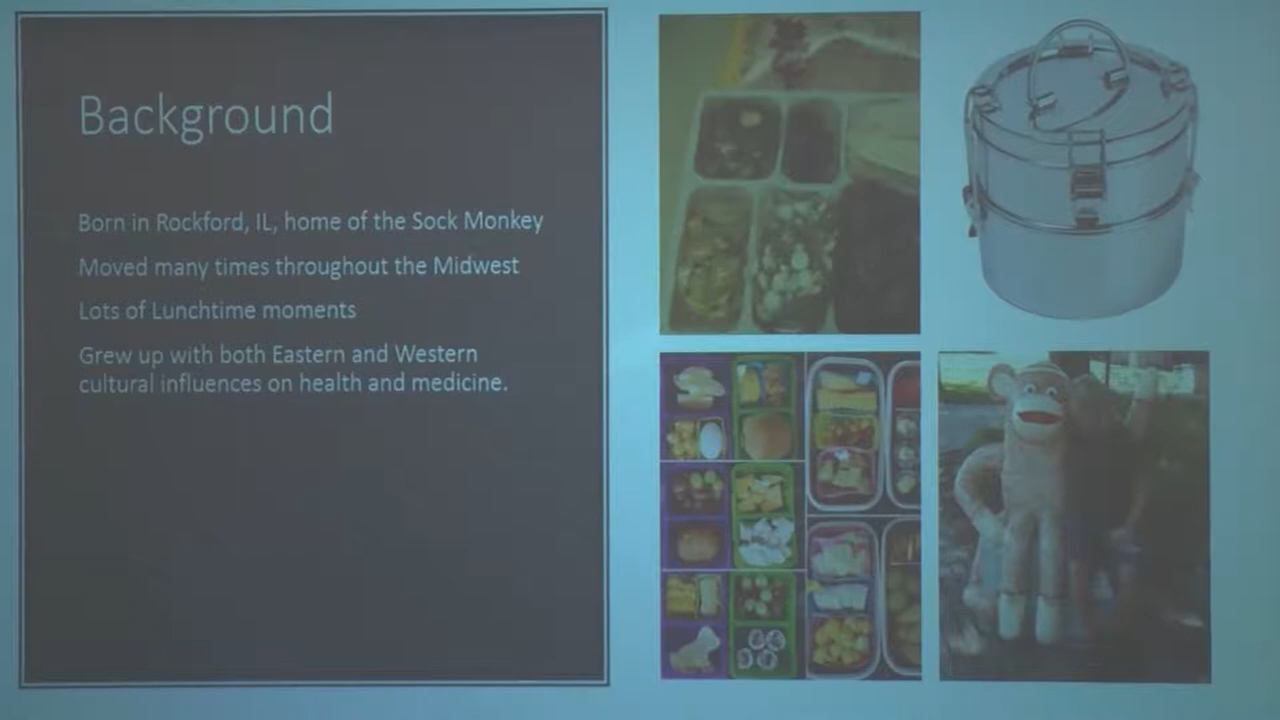 Background
Born in Rockford, IL, home of the Sock Monkey
Moved many times throughout the Midwest
Lots of Lunchtime moments
Grew up with both Eastern and Western
cultural influences on health and medicine.